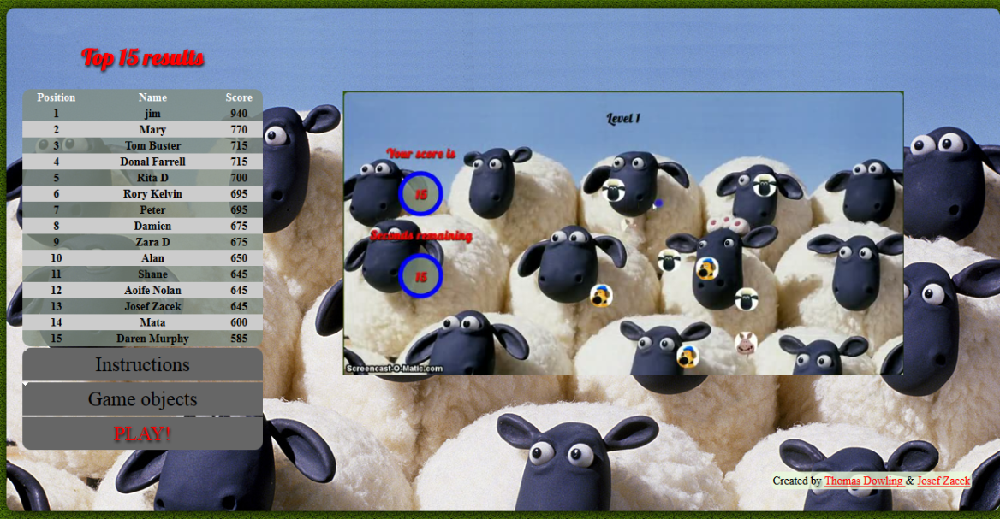 Top 15 results
Position Name Score
1 jim 940
2 Mary 770
3 Tom Buster 715
4 Donal Farrell 715
5 Rita D 700
6 Rory Kelvin 695
7 Peter 695
8 Damien 675
9 Zara D 675
10 Alan 650
11 Shane 645
12 Aoife Nolan 645
13 Josef Zacek 645
14 Mata 600
15 Daren Murphy 585
Instructions
Game objects
PLAY!
Level 1
Your score is
15
Seconds remaining
15
Screencast-O-Matic.com
Created by Thomas Dowling & Josef Zacek